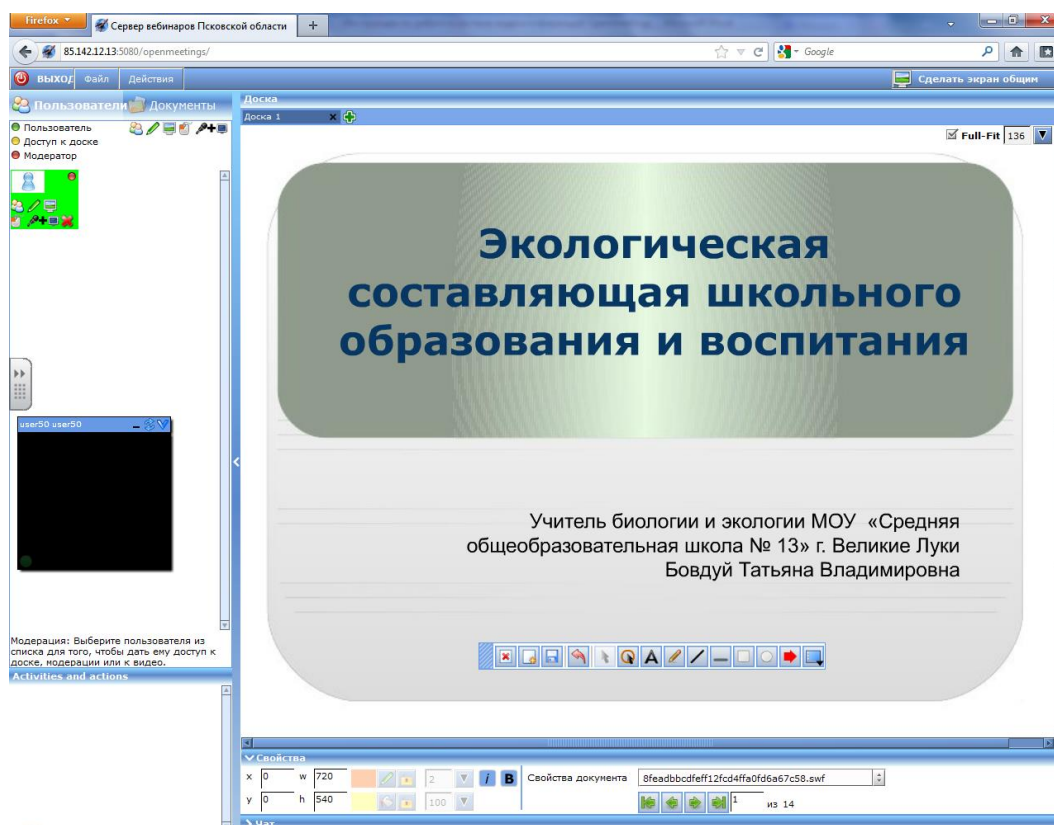 Firefox
Сервер вебинаров Псковской области
85.142.12.13:5080/openmeetings/
Google
выход Файл Действия
Сделать экран общим
Пользователи Документы
Доска
Доска 1
Пользователь
Доступ к доске
Модератор
Full-Fit 136
Экологическая
составляющая школьного
образования и воспитания
user50 user50
Учитель биологии и экологии МОУ «Средняя
общеобразовательная школа № 13» г. Великие Луки
Бовдуй Татьяна Владимировна
A
Модерация: Выберите пользователя из
списка для того, чтобы дать ему доступ к
доске, модерации или к видео.
Activities and actions
Свойства
x 0 w 720 2 i B Свойства документа 8feadbbcdfeff12fcd4ffa0fd6a67c58.swf
y 0 h 540 100 1 из 14
Чат